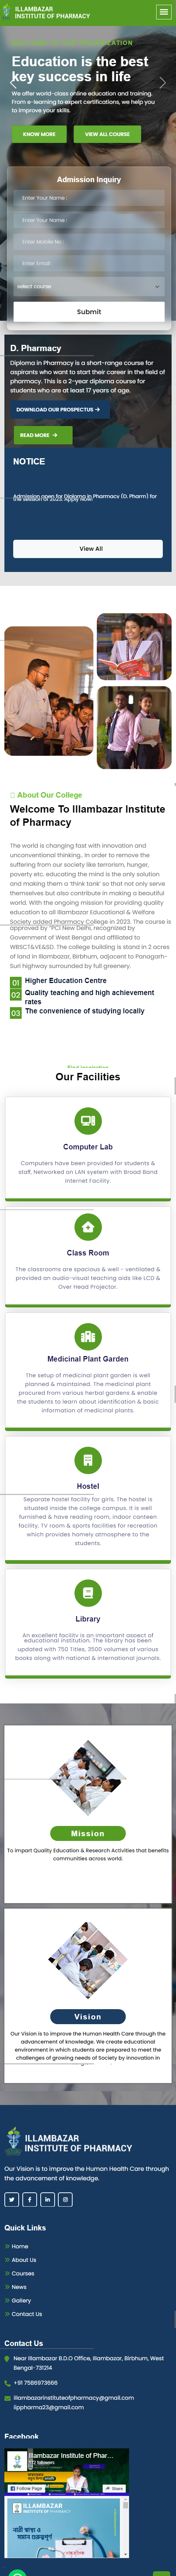 ILLAMBAZAR
INSTITUTE OF PHARMACY
Education is the best
key success in life
We offer world-class online education and training.
From e-learning to expert certifications, we help you
to improve your skills.
KNOW MORE
VIEW ALL COURSE
Admission Inquiry
Enter Your Name :
Enter Your Name :
Enter Mobile No :
Enter Email
select course
Submit
D. Pharmacy
Diploma in Pharmacy is a short-range course for
aspirants who want to start their career in the field of
pharmacy. This is a 2-year diploma course for
students who are at least 17 years of age.
DOWNLOAD OUR PROSPECTUS →
READ MORE →
NOTICE
Admission open for Diploma in Pharmacy (D. Pharm) for
the session of 2023. Apply Now!
View All
About Our College
Welcome To Illambazar Institute
of Pharmacy
The world is changing fast with innovation and
unconventional thinking.. In order to remove the
suffering from our society like terrorism, hunger,
poverty etc. educating the mind is the only solution
and making them a 'think tank' so that not only serve
themselves but also contribute in making a beautiful
world. With the ongoing mission for providing quality
education to all Illambazar Educational & Welfare
Society added Pharmacy College in 2023. The course is
approved by "PCI New Delhi, recognized by
Government of West Bengal and affiliated to
WBSCT&VE&SD. The college building is stand in 2 acres
of land in Illambazar, Birbhum, adjacent to Panagarh-
Suri highway surrounded by full greenery.
01 Higher Education Centre
02 Quality teaching and high achievement
rates
03 The convenience of studying locally
Our Facilities
Computer Lab
Computers have been provided for students &
staff, Networked on LAN system with Broad Band
Internet Facility.
Class Room
The classrooms are spacious & well - ventilated &
provided an audio-visual teaching aids like LCD &
Over Head Projector.
Medicinal Plant Garden
The setup of medicinal plant garden is well
planned & maintained. The medicinal plant
procured from various herbal gardens & enable
the students to learn about identification & basic
information of medicinal plants.
Hostel
Separate hostel facility for girls. The hostel is
situated inside the college campus. It is well
furnished & have reading room, indoor canteen
facility, TV room & sports facilities for recreation
which provides homely atmosphere to the
students.
Library
An excellent facility is an important aspect of
educational institution. The library has been
updated with 750 Titles, 3500 volumes of various
books along with national & international journals.
Mission
To Impart Quality Education & Research Activities that benefits
communities across world.
Vision
Our Vision is to improve the Human Health Care through the
advancement of knowledge. We create educational
environment in which students are prepared to meet the
challenges of growing needs of Society by innovation in
ILLAMBAZAR
INSTITUTE OF PHARMACY
Our Vision is to improve the Human Health Care through
the advancement of knowledge.
Quick Links
Home
About Us
Courses
News
Gallery
Contact Us
Contact Us
Near Illambazar B.D.O Office, Illambazar, Birbhum, West
Bengal-731214
+91 7586973666
illambazarinstituteofpharmacy@gmail.com
iippharma23@gmail.com
Facebook
Illambazar Institute of Phar...
172 followers
Follow Page
Share
ILLAMBAZAR
INSTITUTE OF PHARMACY
নারী স্বাস্থ্য ও
সমান গুরুত্বপূর্ণ